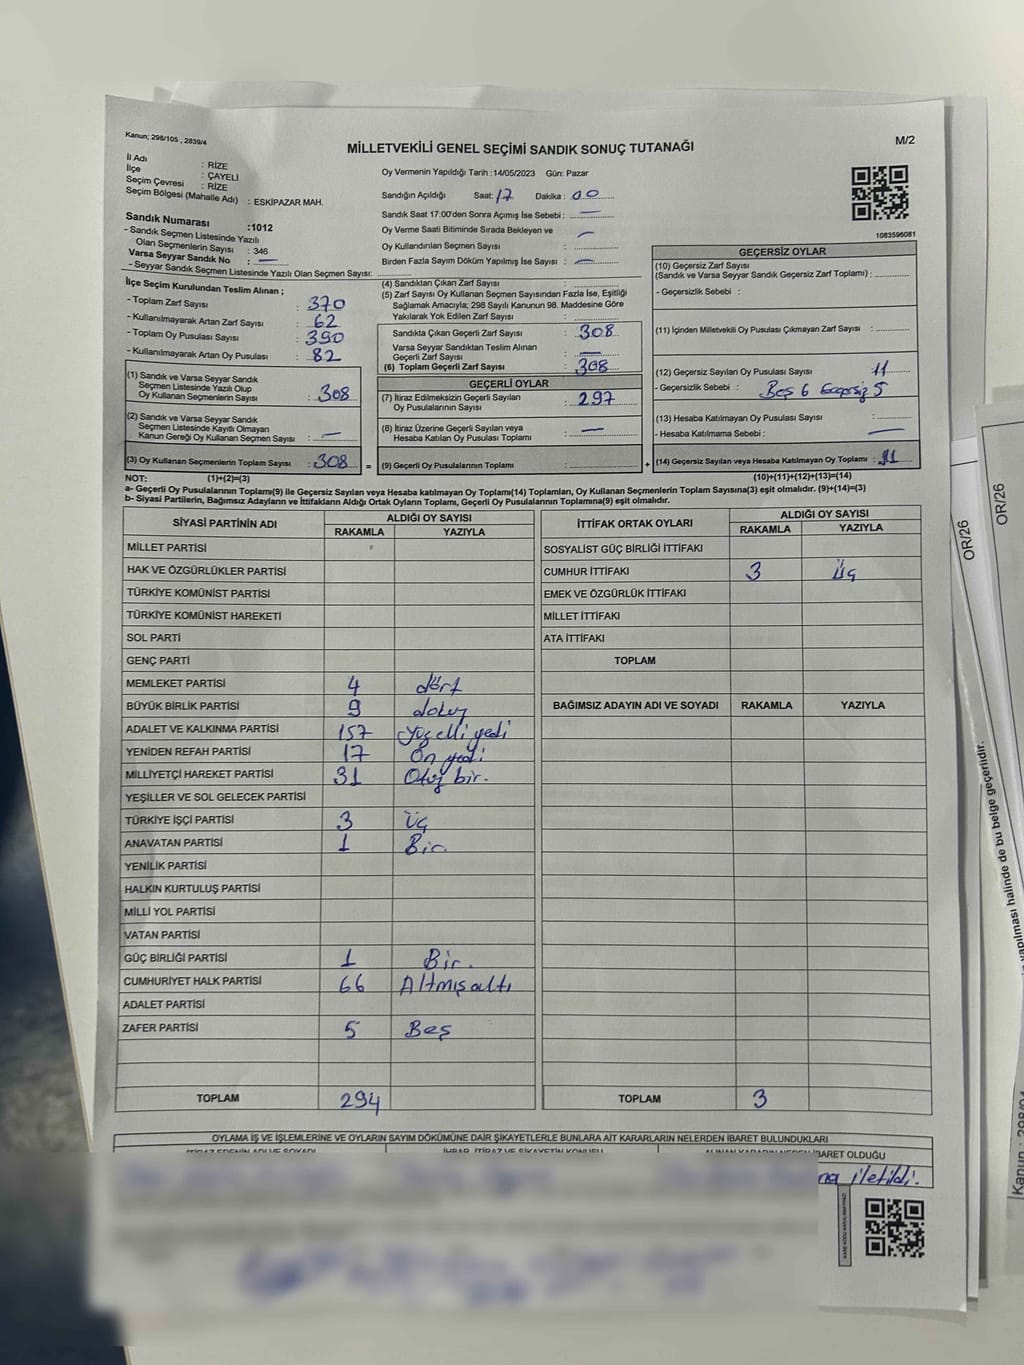 Kanun; 298/105 , 2839/4
M/2
MİLLETVEKİLİ GENEL SEÇİMİ SANDIK SONUÇ TUTANAĞI
İl Adı : RİZE
İlçe : ÇAYELİ
Seçim Çevresi : RİZE
Seçim Bölgesi (Mahalle Adı) : ESKİPAZAR MAH.
Sandık Numarası :1012
- Sandık Seçmen Listesinde Yazılı
Olan Seçmenlerin Sayısı : 346
Varsa Seyyar Sandık No : —
- Seyyar Sandık Seçmen Listesinde Yazılı Olan Seçmen Sayısı:
Oy Vermenin Yapıldığı Tarih :14/05/2023 Gün: Pazar
Sandığın Açıldığı Saat: 17 Dakika : 00
Sandık Saat 17:00'den Sonra Açımış İse Sebebi : —
Oy Verme Saati Bitiminde Sırada Bekleyen ve
Oy Kullandırılan Seçmen Sayısı : —
Birden Fazla Sayım Döküm Yapılmış İse Sayısı : —
1083596081
İlçe Seçim Kurulundan Teslim Alınan ;
- Toplam Zarf Sayısı : 370
- Kullanılmayarak Artan Zarf Sayısı : 62
- Toplam Oy Pusulası Sayısı : 390
- Kullanılmayarak Artan Oy Pusulası : 82
(1) Sandık ve Varsa Seyyar Sandık
Seçmen Listesinde Yazılı Olup
Oy Kullanan Seçmenlerin Sayısı : 308
(2) Sandık ve Varsa Seyyar Sandık
Seçmen Listesinde Kayıtlı Olmayan
Kanun Gereği Oy Kullanan Seçmen Sayısı : —
(3) Oy Kullanan Seçmenlerin Toplam Sayısı : 308
(4) Sandıktan Çıkan Zarf Sayısı :
(5) Zarf Sayısı Oy Kullanan Seçmen Sayısından Fazla İse, Eşitliği
Sağlamak Amacıyla; 298 Sayılı Kanunun 98. Maddesine Göre
Yakılarak Yok Edilen Zarf Sayısı :
Sandıkta Çıkan Geçerli Zarf Sayısı : 308
Varsa Seyyar Sandıktan Teslim Alınan
Geçerli Zarf Sayısı : —
(6) Toplam Geçerli Zarf Sayısı : 308
GEÇERLİ OYLAR
(7) İtiraz Edilmeksizin Geçerli Sayılan
Oy Pusulalarının Sayısı : 297
(8) İtiraz Üzerine Geçerli Sayılan veya
Hesaba Katılan Oy Pusulası Toplamı : —
= (9) Geçerli Oy Pusulalarının Toplamı :
GEÇERSİZ OYLAR
(10) Geçersiz Zarf Sayısı
(Sandık ve Varsa Seyyar Sandık Geçersiz Zarf Toplamı) :
- Geçersizlik Sebebi :
(11) İçinden Milletvekili Oy Pusulası Çıkmayan Zarf Sayısı :
(12) Geçersiz Sayılan Oy Pusulası Sayısı : 11
- Geçersizlik Sebebi : Beş 6 Geçersiz 5
(13) Hesaba Katılmayan Oy Pusulası Sayısı :
- Hesaba Katılmama Sebebi : —
+ (14) Geçersiz Sayılan veya Hesaba Katılmayan Oy Toplamı : 11
NOT: (1)+(2)=(3)
(10)+(11)+(12)+(13)=(14)
a- Geçerli Oy Pusulalarının Toplamı(9) ile Geçersiz Sayılan veya Hesaba katılmayan Oy Toplamı(14) Toplamları, Oy Kullanan Seçmenlerin Toplam Sayısına(3) eşit olmalıdır. (9)+(14)=(3)
b- Siyasi Partilerin, Bağımsız Adayların ve İttifakların Aldığı Ortak Oyların Toplamı, Geçerli Oy Pusulalarının Toplamına(9) eşit olmalıdır.
SİYASİ PARTİNİN ADI ALDIĞI OY SAYISI
RAKAMLA YAZIYLA
MİLLET PARTİSİ
HAK VE ÖZGÜRLÜKLER PARTİSİ
TÜRKİYE KOMÜNİST PARTİSİ
TÜRKİYE KOMÜNİST HAREKETİ
SOL PARTİ
GENÇ PARTİ
MEMLEKET PARTİSİ 4 dört
BÜYÜK BİRLİK PARTİSİ 9 dokuz
ADALET VE KALKINMA PARTİSİ 157 Yüzelli yedi
YENİDEN REFAH PARTİSİ 17 On yedi
MİLLİYETÇİ HAREKET PARTİSİ 31 Otuz bir.
YEŞİLLER VE SOL GELECEK PARTİSİ
TÜRKİYE İŞÇİ PARTİSİ 3 Üç
ANAVATAN PARTİSİ 1 Bir.
YENİLİK PARTİSİ
HALKIN KURTULUŞ PARTİSİ
MİLLİ YOL PARTİSİ
VATAN PARTİSİ
GÜÇ BİRLİĞİ PARTİSİ 1 Bir.
CUMHURİYET HALK PARTİSİ 66 Altmışaltı
ADALET PARTİSİ
ZAFER PARTİSİ 5 Beş
TOPLAM 294
İTTİFAK ORTAK OYLARI ALDIĞI OY SAYISI
RAKAMLA YAZIYLA
SOSYALİST GÜÇ BİRLİĞİ İTTİFAKI
CUMHUR İTTİFAKI 3 Üç
EMEK VE ÖZGÜRLÜK İTTİFAKI
MİLLET İTTİFAKI
ATA İTTİFAKI
TOPLAM
BAĞIMSIZ ADAYIN ADI VE SOYADI RAKAMLA YAZIYLA
TOPLAM 3
OYLAMA İŞ VE İŞLEMLERİNE VE OYLARIN SAYIM DÖKÜMÜNE DAİR ŞİKAYETLERLE BUNLARA AİT KARARLARIN NELERDEN İBARET BULUNDUKLARI
İBARET OLDUĞU
iletildi.
OR/26
OR/26
yapılması halinde de bu belge geçerlidir.
Kanun : 298/